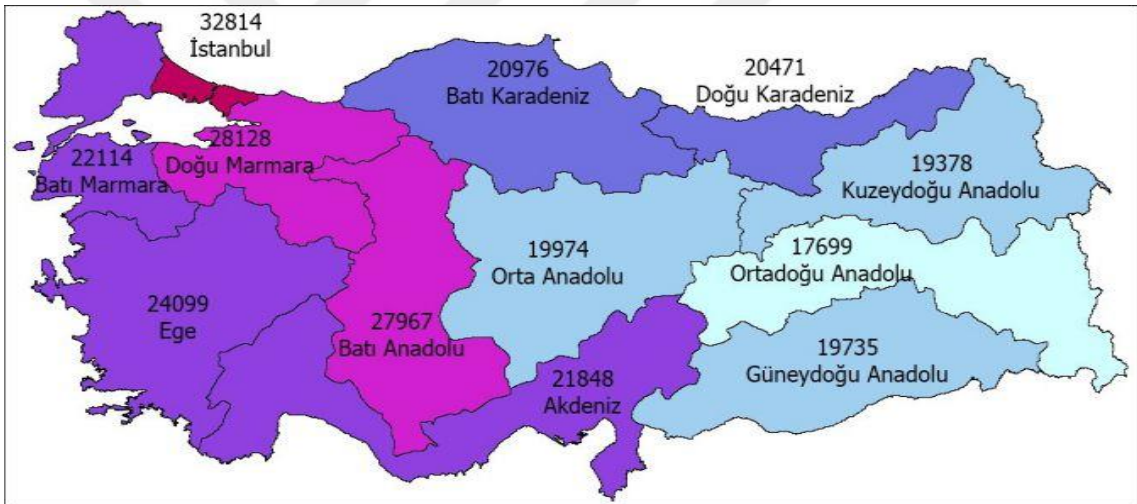 32814
İstanbul
20976
Batı Karadeniz
20471
Doğu Karadeniz
28128
Doğu Marmara
22114
Batı Marmara
19378
Kuzeydoğu Anadolu
19974
Orta Anadolu
17699
Ortadoğu Anadolu
24099
Ege
27967
Batı Anadolu
19735
Güneydoğu Anadolu
21848
Akdeniz